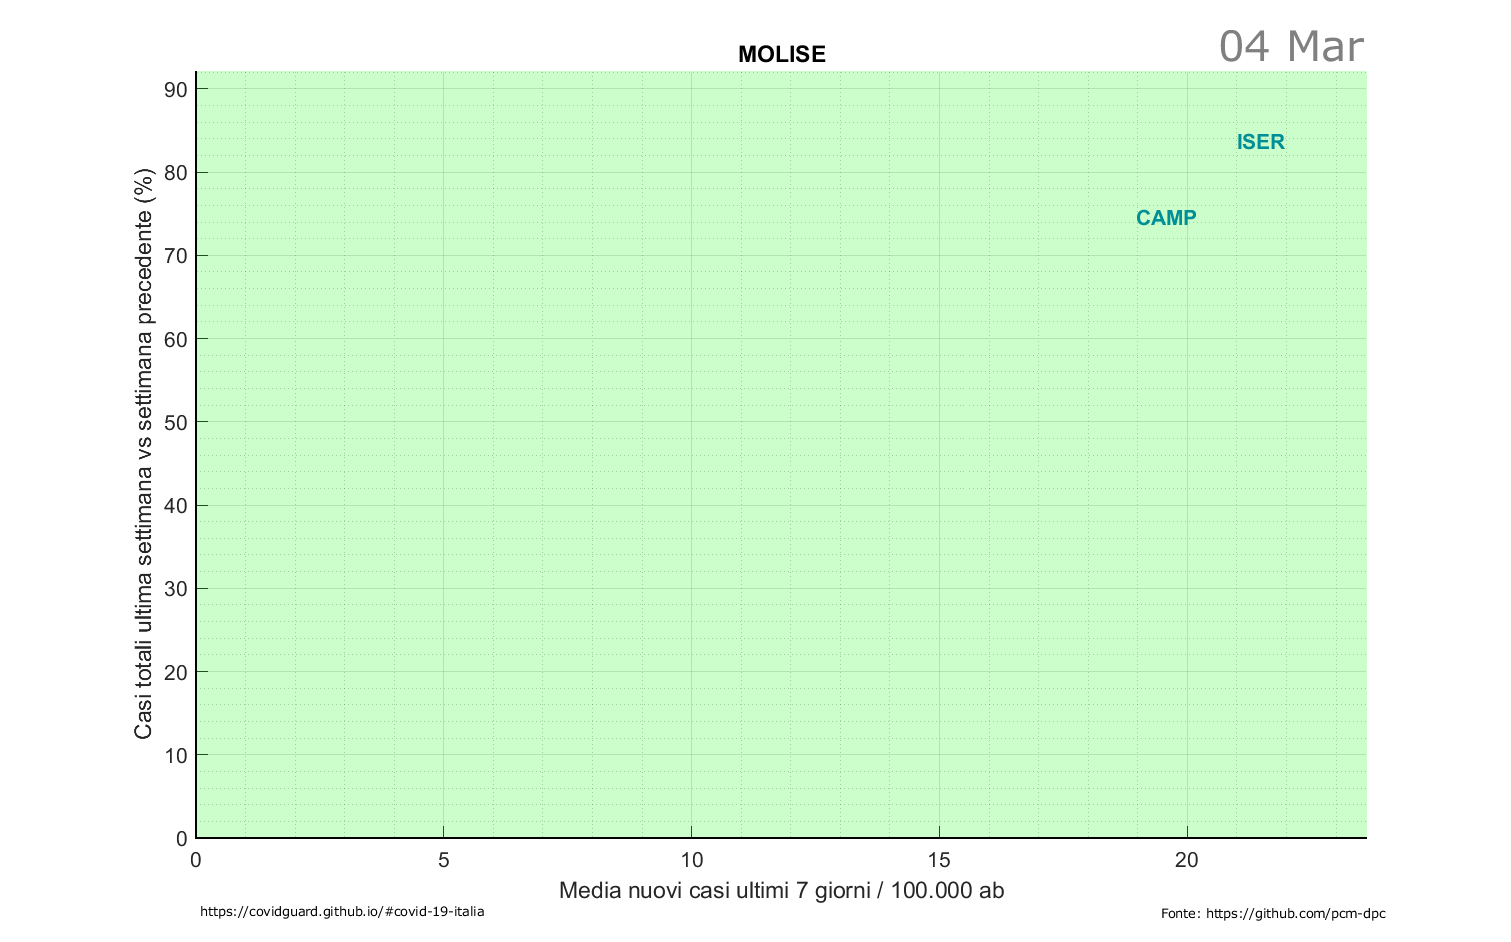 04 Mar
MOLISE
90
80
70
60
50
40
30
20
10
0
Casi totali ultima settimana vs settimana precedente (%)
ISER
CAMP
0 5 10 15 20
Media nuovi casi ultimi 7 giorni / 100.000 ab
https://covidguard.github.io/#covid-19-italia
Fonte: https://github.com/pcm-dpc